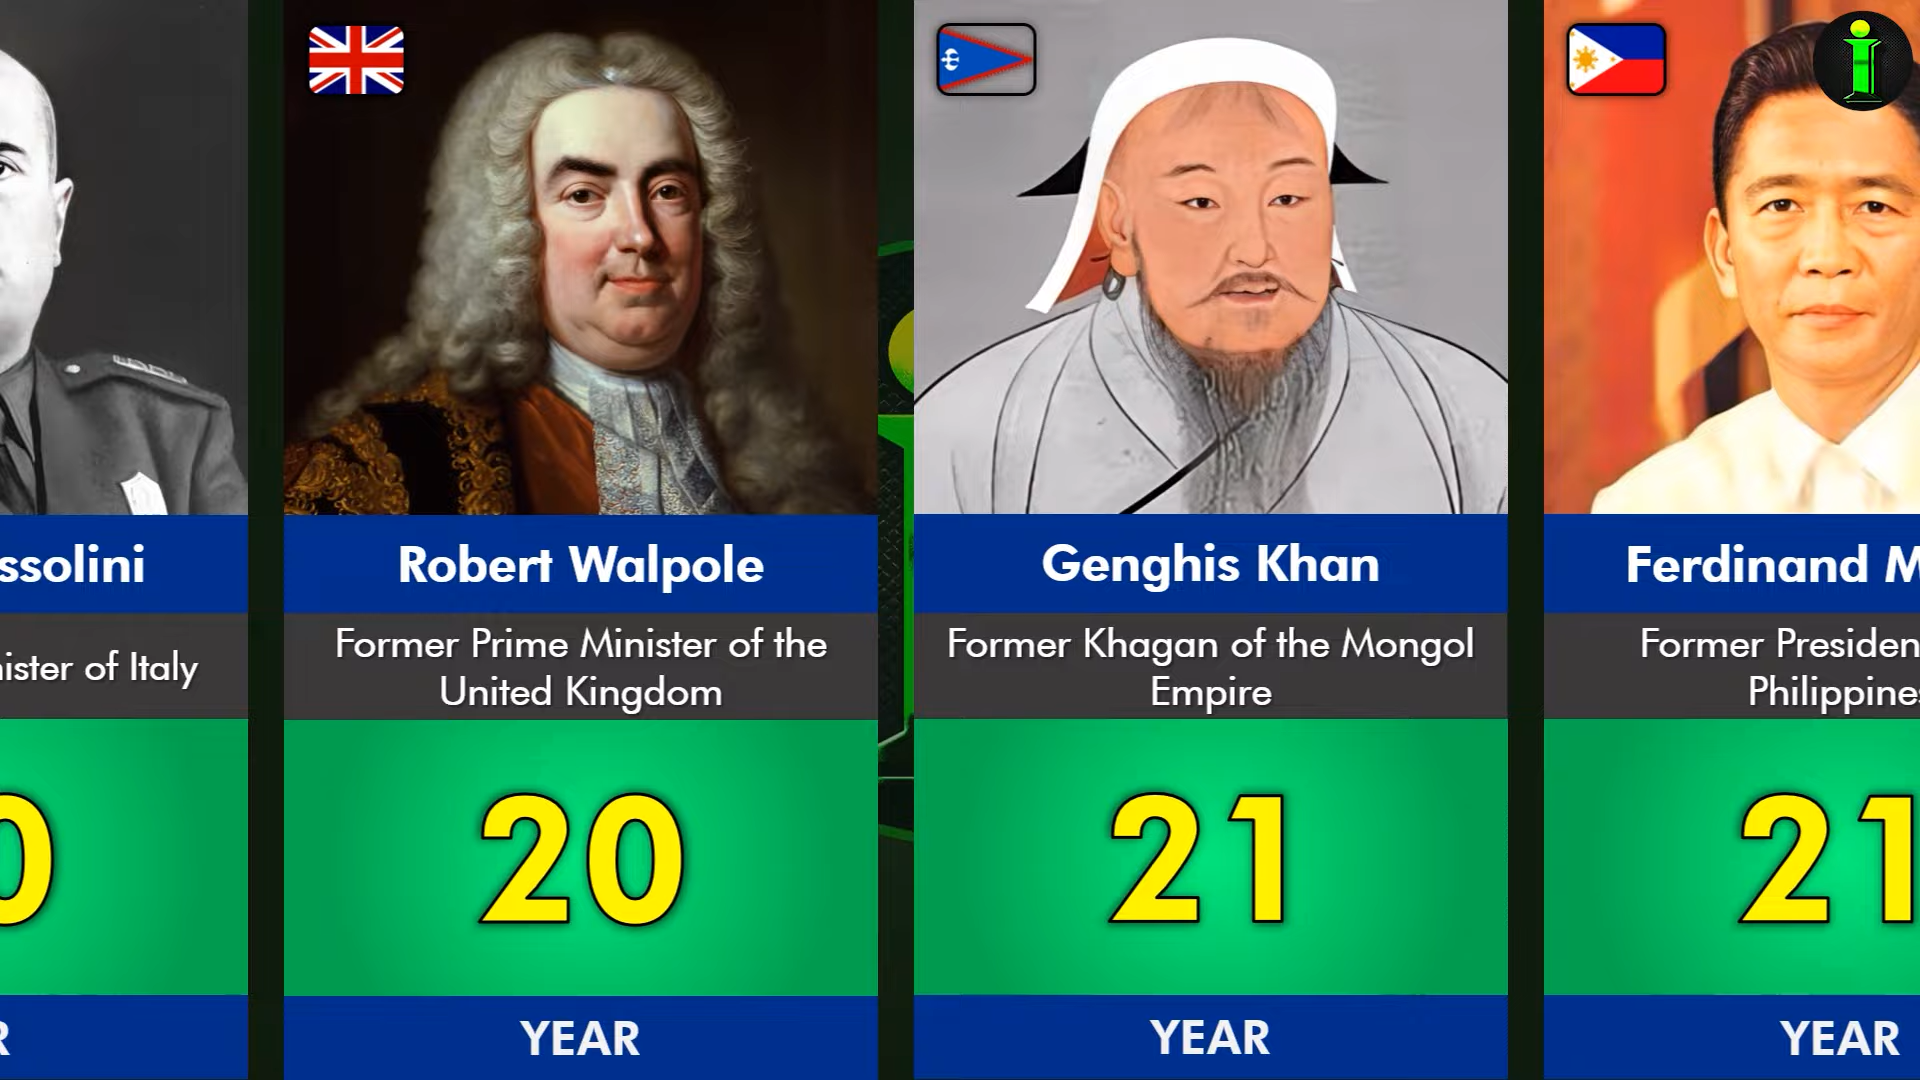 ssolini
ister of Italy
0
R
Robert Walpole
Former Prime Minister of the
United Kingdom
20
YEAR
Genghis Khan
Former Khagan of the Mongol
Empire
21
YEAR
Ferdinand M
Former Presiden
Philippine
21
YEAR